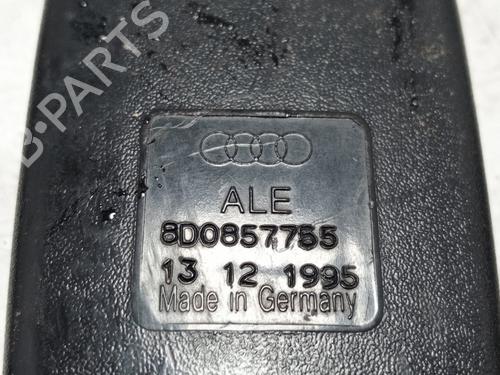 B-PARTS
ALE
8D0857755
13 12 1995
Made in Germany